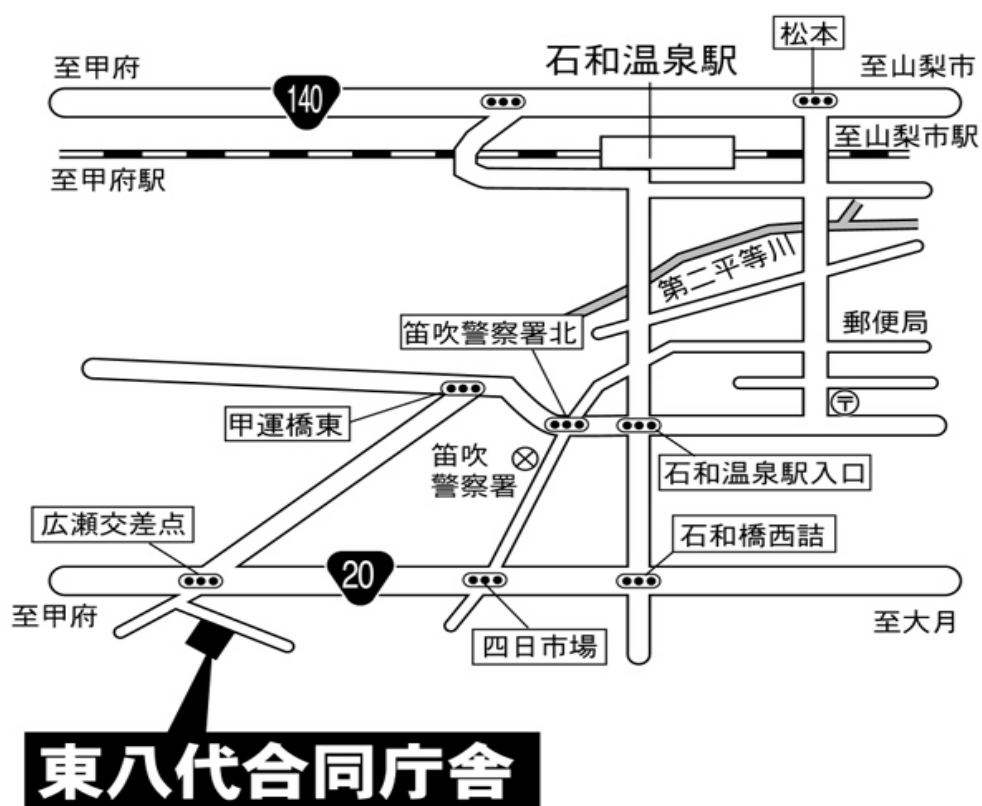 松本
石和温泉駅
至甲府
至山梨市
140
至山梨市駅
至甲府駅
第二平等川
笛吹警察署北
郵便局
〒
甲運橋東
笛吹
警察署
石和温泉駅入口
広瀬交差点
石和橋西詰
20
至甲府
至大月
四日市場
東八代合同庁舎